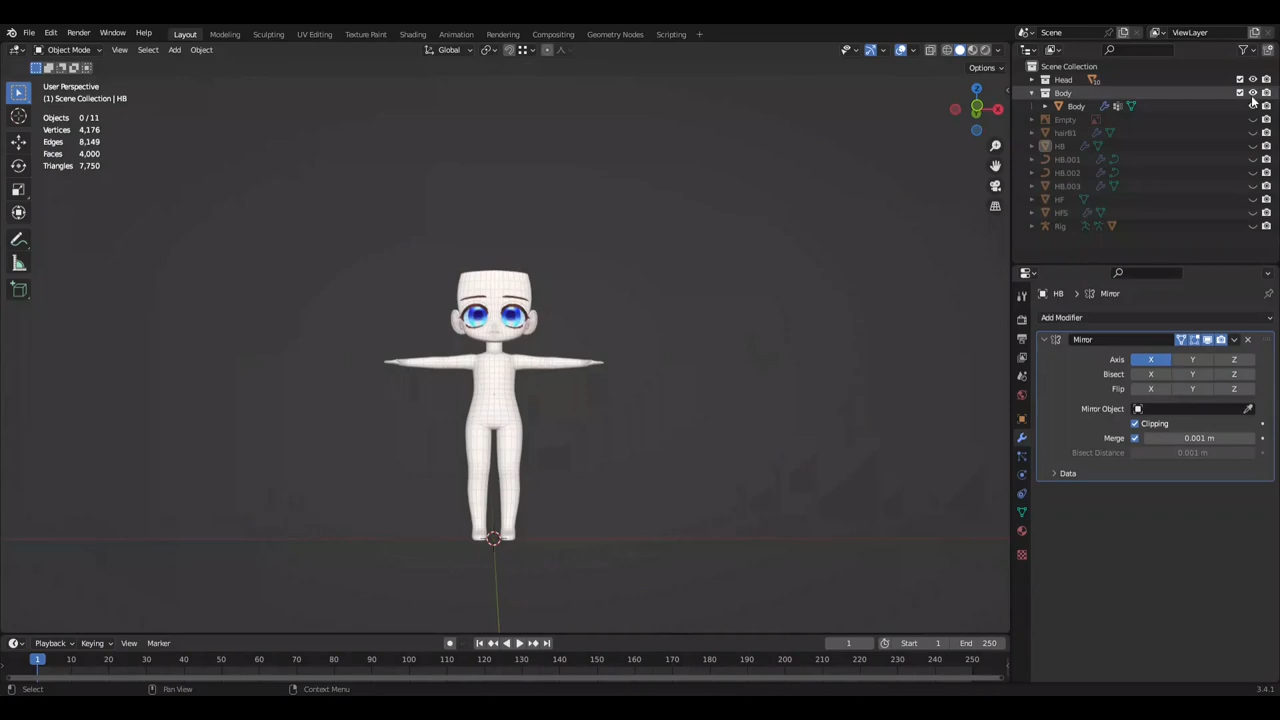 File Edit Render Window Help Layout Modeling Sculpting UV Editing Texture Paint Shading Animation Rendering Compositing Geometry Nodes Scripting + Scene ViewLayer
Object Mode View Select Add Object Global
Options
User Perspective
(1) Scene Collection | HB
Objects 0/11
Vertices 4,176
Edges 8,149
Faces 4,000
Triangles 7,750
Z
X
Y
Scene Collection
Head 10
Body
Body
Empty
hairB1
HB
HB.001
HB.002
HB.003
HF
HFS
Rig
HB > Mirror
Add Modifier
Mirror
Axis X Y Z
Bisect X Y Z
Flip X Y Z
Mirror Object
Clipping
Merge 0.001 m
Bisect Distance 0.001 m
Data
Playback Keying View Marker 1 Start 1 End 250
1 10 20 30 40 50 60 70 80 90 100 110 120 130 140 150 160 170 180 190 200 210 220 230 240 250
Select Pan View Context Menu 3.4.1